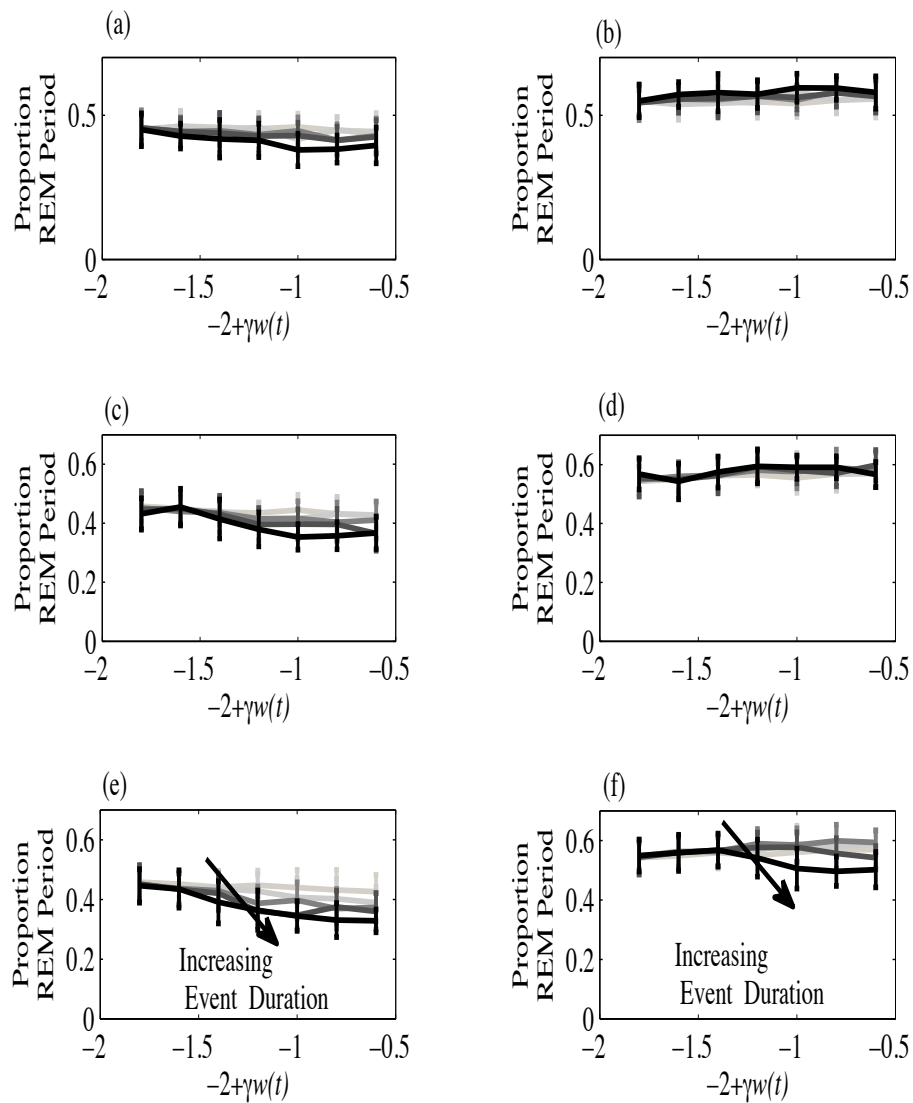 (a)
Proportion
REM Period
0.5
0
−2
−1.5
−1
−0.5
−2+γw(t)
(b)
Proportion
REM Period
0.5
0
−2
−1.5
−1
−0.5
−2+γw(t)
(c)
Proportion
REM Period
0.6
0.4
0.2
0
−2
−1.5
−1
−0.5
−2+γw(t)
(d)
Proportion
REM Period
0.6
0.4
0.2
0
−2
−1.5
−1
−0.5
−2+γw(t)
(e)
Proportion
REM Period
0.6
0.4
0.2
0
Increasing
Event Duration
−2
−1.5
−1
−0.5
−2+γw(t)
(f)
Proportion
REM Period
0.6
0.4
0.2
0
Increasing
Event Duration
−2
−1.5
−1
−0.5
−2+γw(t)